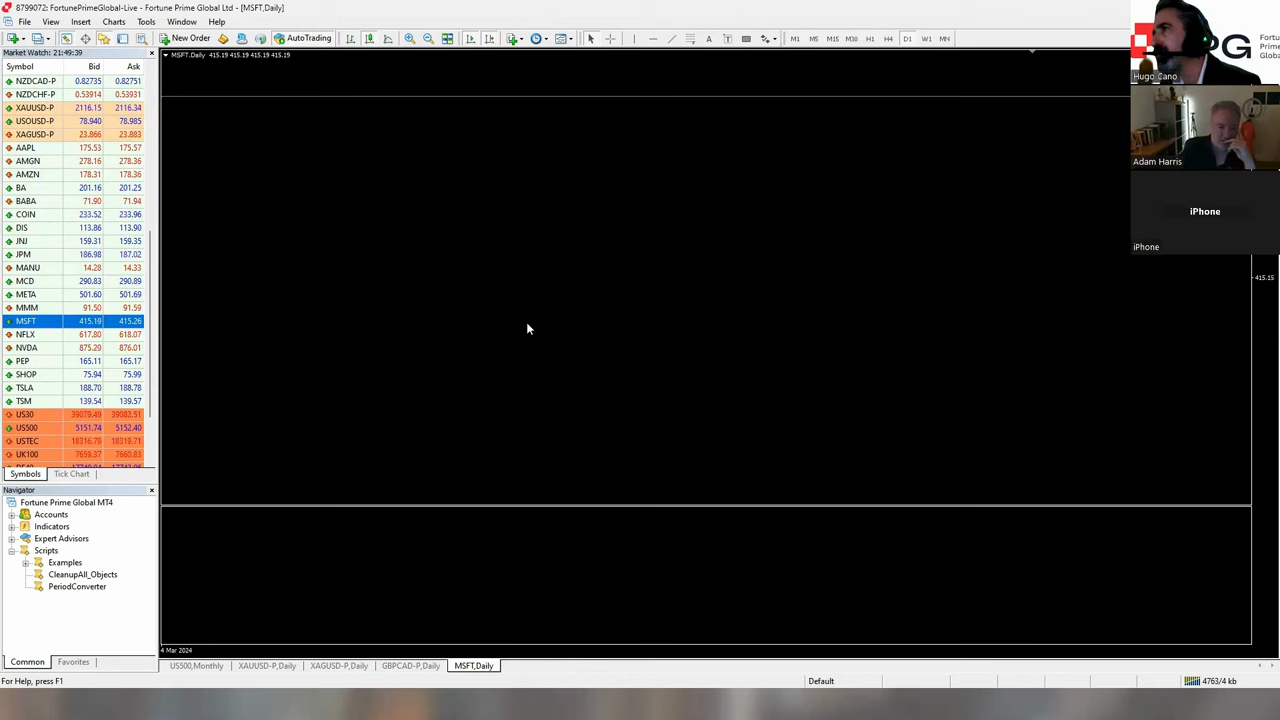 8799072: FortunePrimeGlobal-Live - Fortune Prime Global Ltd - [MSFT,Daily]
File View Insert Charts Tools Window Help
New Order AutoTrading M1 M5 M15 M30 H1 H4 D1 W1 MN
Market Watch: 21:49:39
Symbol Bid Ask
NZDCAD-P 0.82735 0.82751
NZDCHF-P 0.53914 0.53931
XAUUSD-P 2116.15 2116.34
USOUSD-P 78.940 78.985
XAGUSD-P 23.866 23.883
AAPL 175.53 175.57
AMGN 278.16 278.36
AMZN 178.31 178.36
BA 201.16 201.25
BABA 71.90 71.94
COIN 233.52 233.96
DIS 113.86 113.90
JNJ 159.31 159.35
JPM 186.98 187.02
MANU 14.28 14.33
MCD 290.83 290.89
META 501.60 501.69
MMM 91.50 91.59
MSFT 415.19 415.26
NFLX 617.80 618.07
NVDA 875.29 876.01
PEP 165.11 165.17
SHOP 75.94 75.99
TSLA 188.70 188.78
TSM 139.54 139.57
US30 39079.49 39082.51
US500 5151.74 5152.40
USTEC 18316.79 18319.71
UK100 7659.37 7660.83
Symbols Tick Chart
Navigator
Fortune Prime Global MT4
Accounts
Indicators
Expert Advisors
Scripts
Examples
CleanupAll_Objects
PeriodConverter
Common Favorites
For Help, press F1
MSFT,Daily 415.19 415.19 415.19 415.19
415.15
4 Mar 2024
US500,Monthly XAUUSD-P,Daily XAGUSD-P,Daily GBPCAD-P,Daily MSFT,Daily
Default
4763/4 kb
PG
Fortu
Prime
Globa
Hugo Cano
Adam Harris
iPhone
iPhone